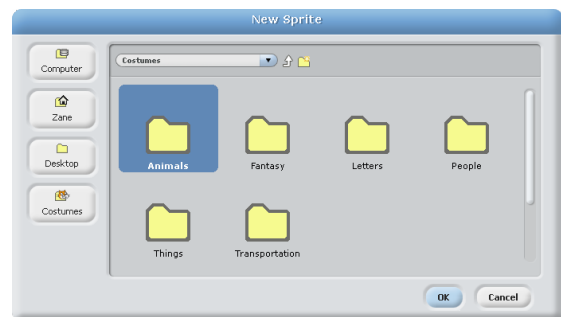 New Sprite
Computer
Zane
Desktop
Costumes
Costumes
Animals
Fantasy
Letters
People
Things
Transportation
OK
Cancel